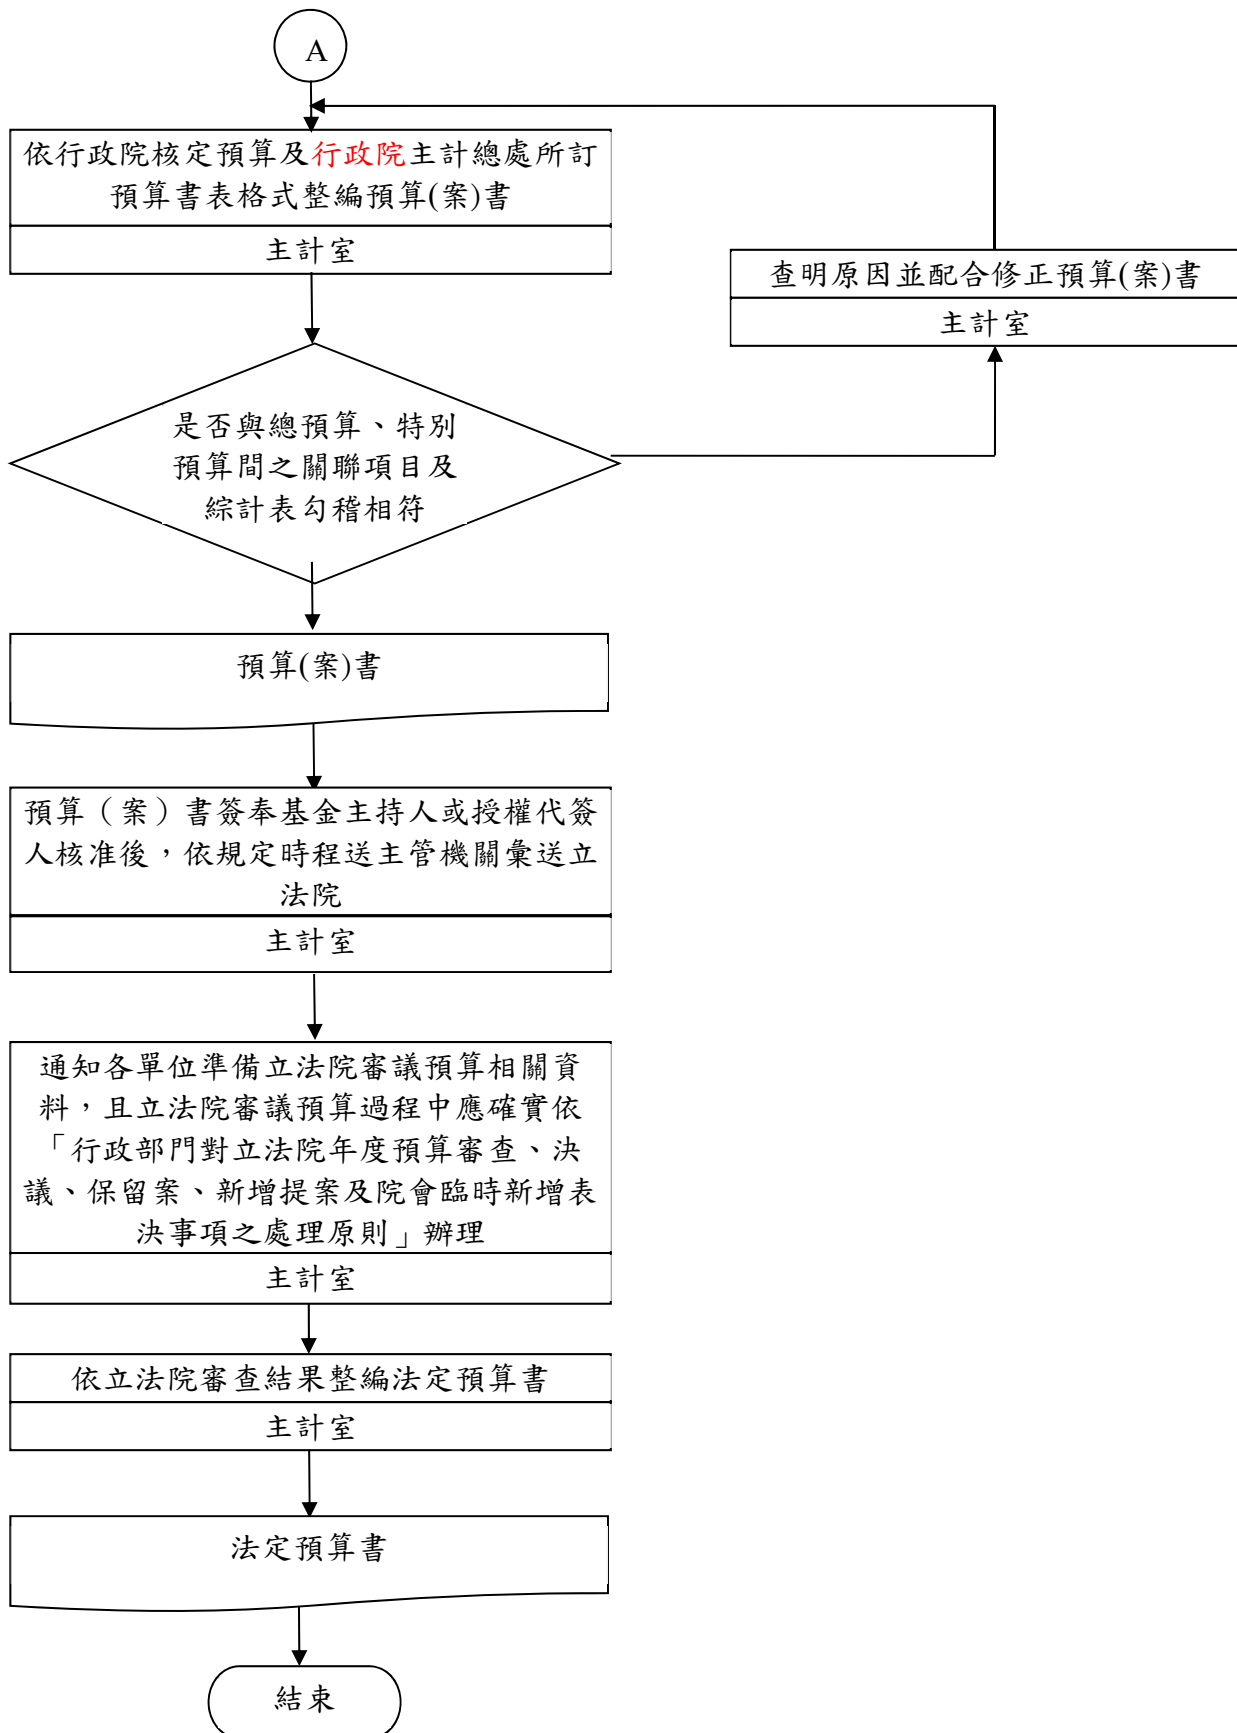 A
依行政院核定預算及行政院主計總處所訂
預算書表格式整編預算(案)書
主計室
查明原因並配合修正預算(案)書
主計室
是否與總預算、特別
預算間之關聯項目及
綜計表勾稽相符
預算(案)書
預算（案）書簽奉基金主持人或授權代簽
人核准後，依規定時程送主管機關彙送立
法院
主計室
通知各單位準備立法院審議預算相關資
料，且立法院審議預算過程中應確實依
「行政部門對立法院年度預算審查、決
議、保留案、新增提案及院會臨時新增表
決事項之處理原則」辦理
主計室
依立法院審查結果整編法定預算書
主計室
法定預算書
結束